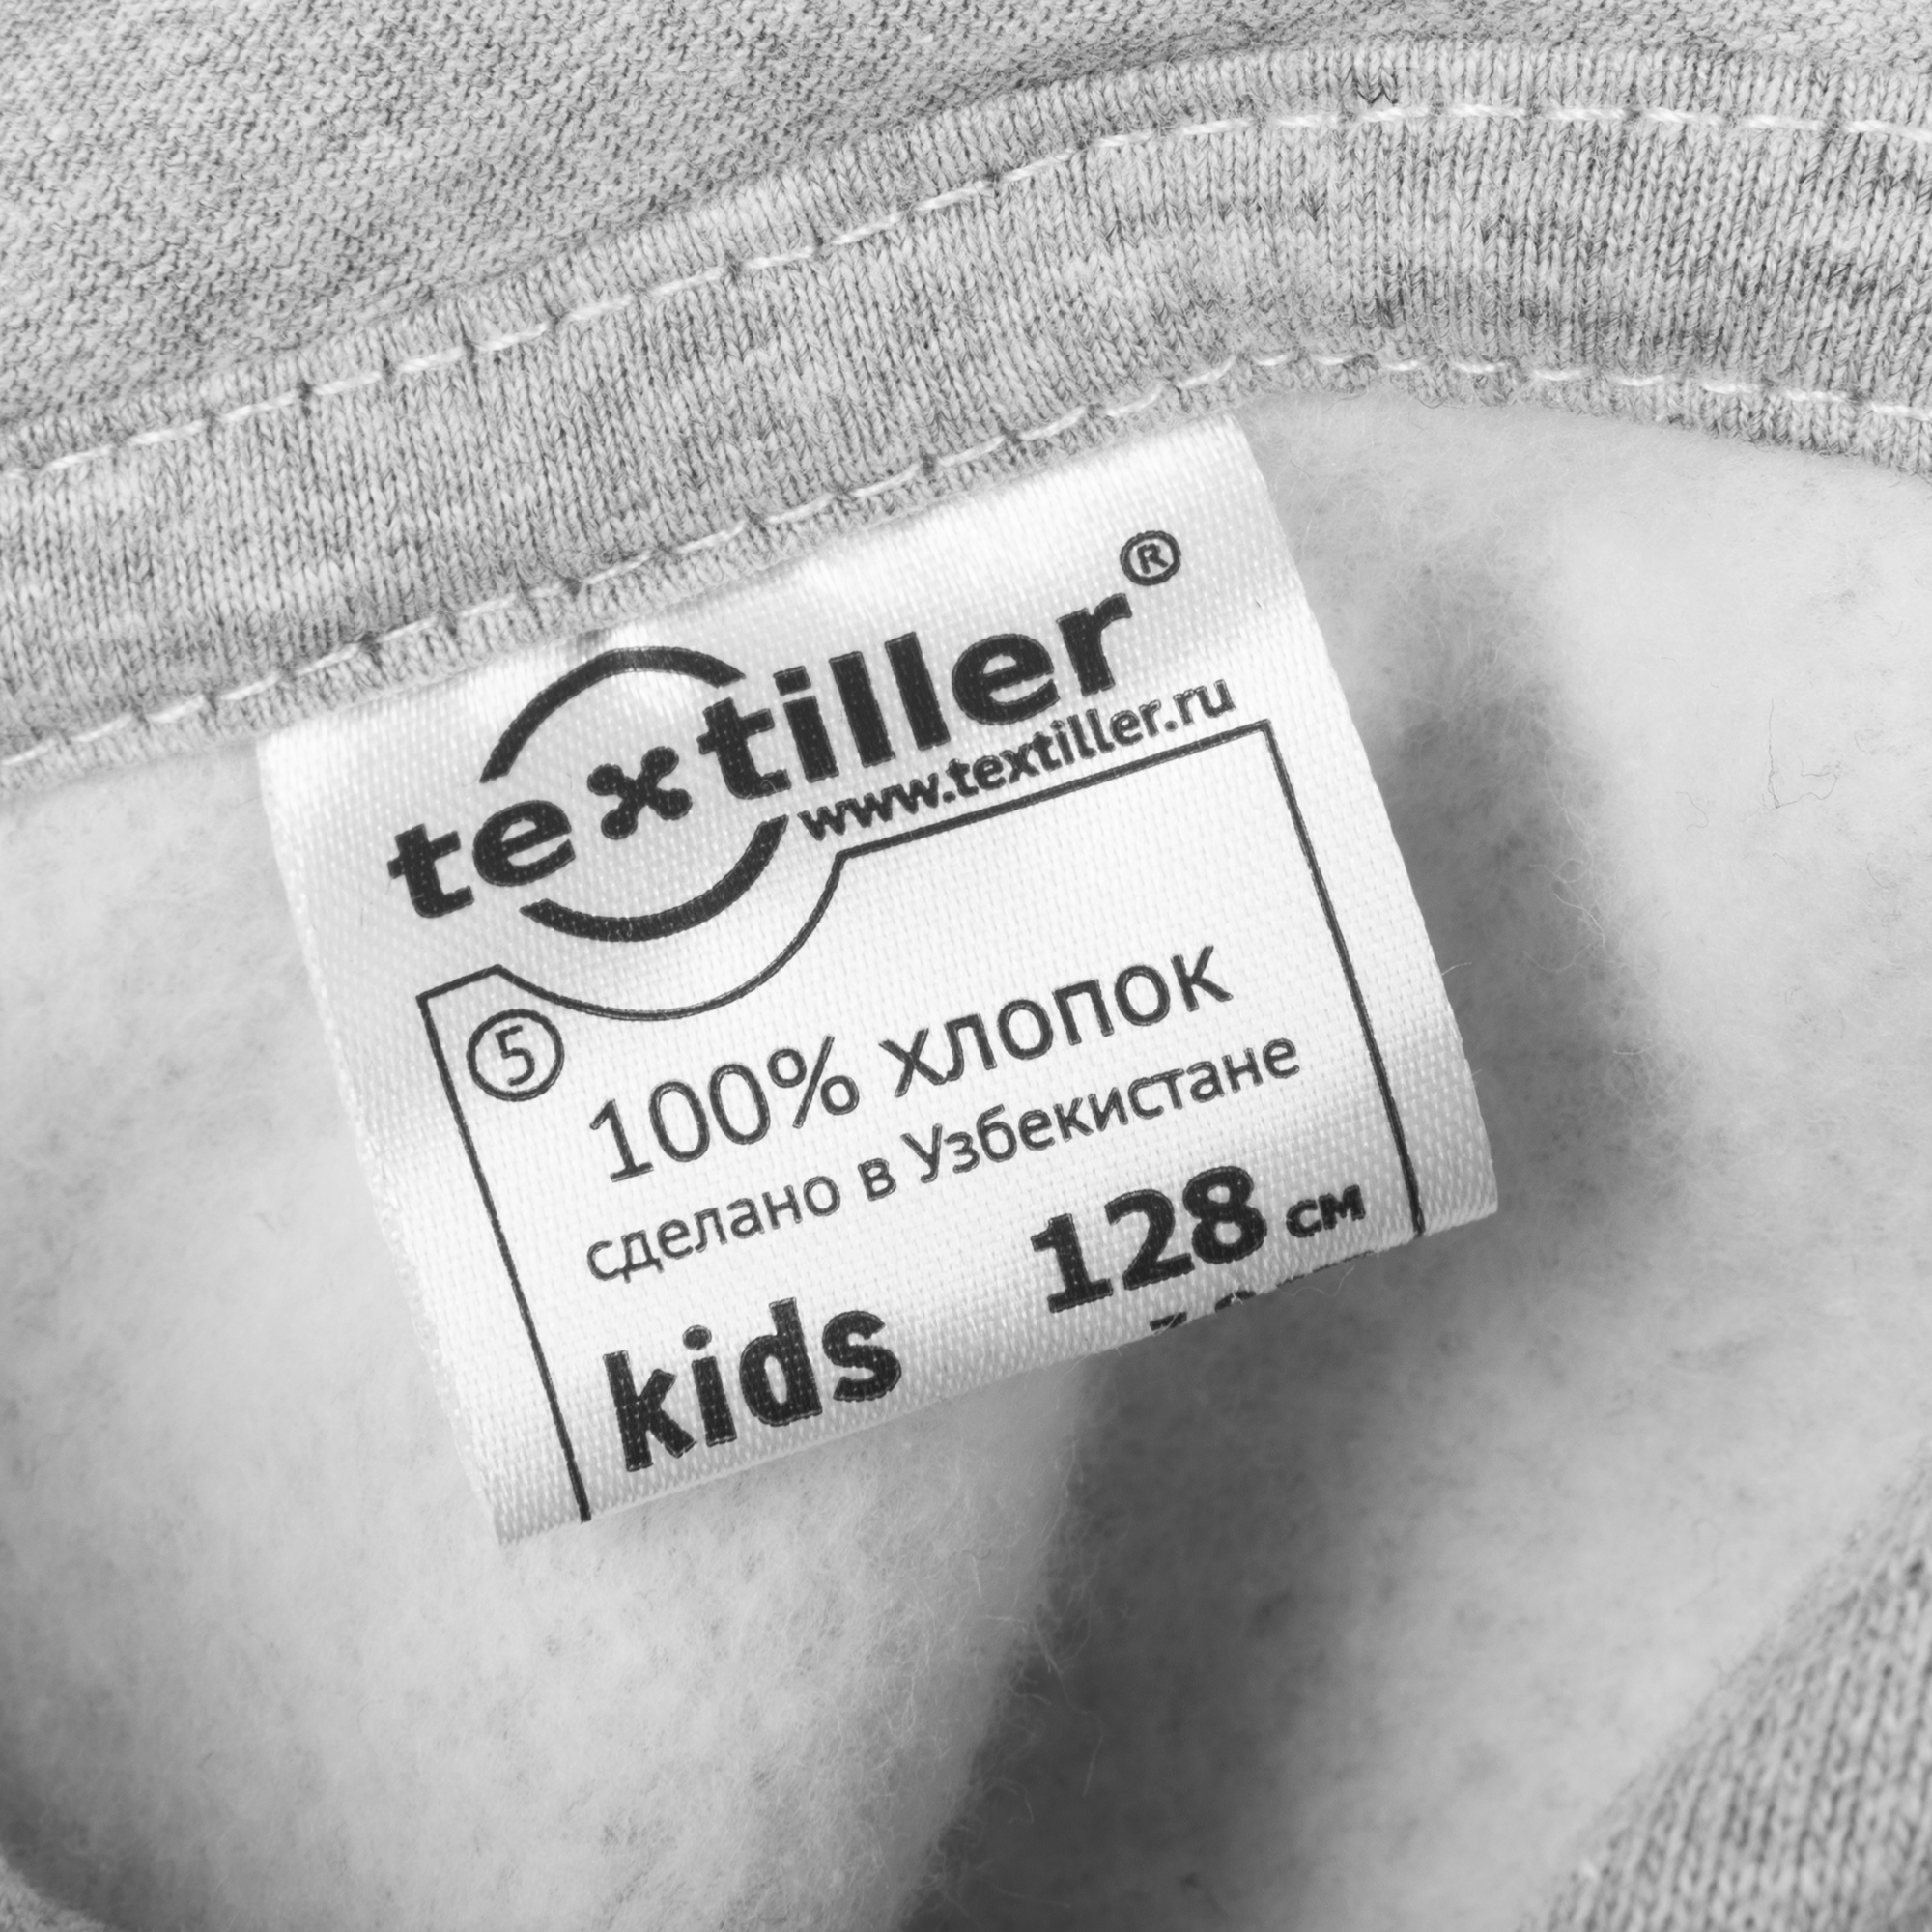 textiller®
www.textiller.ru
5
100% хлопок
сделано в Узбекистане
128 см
kids